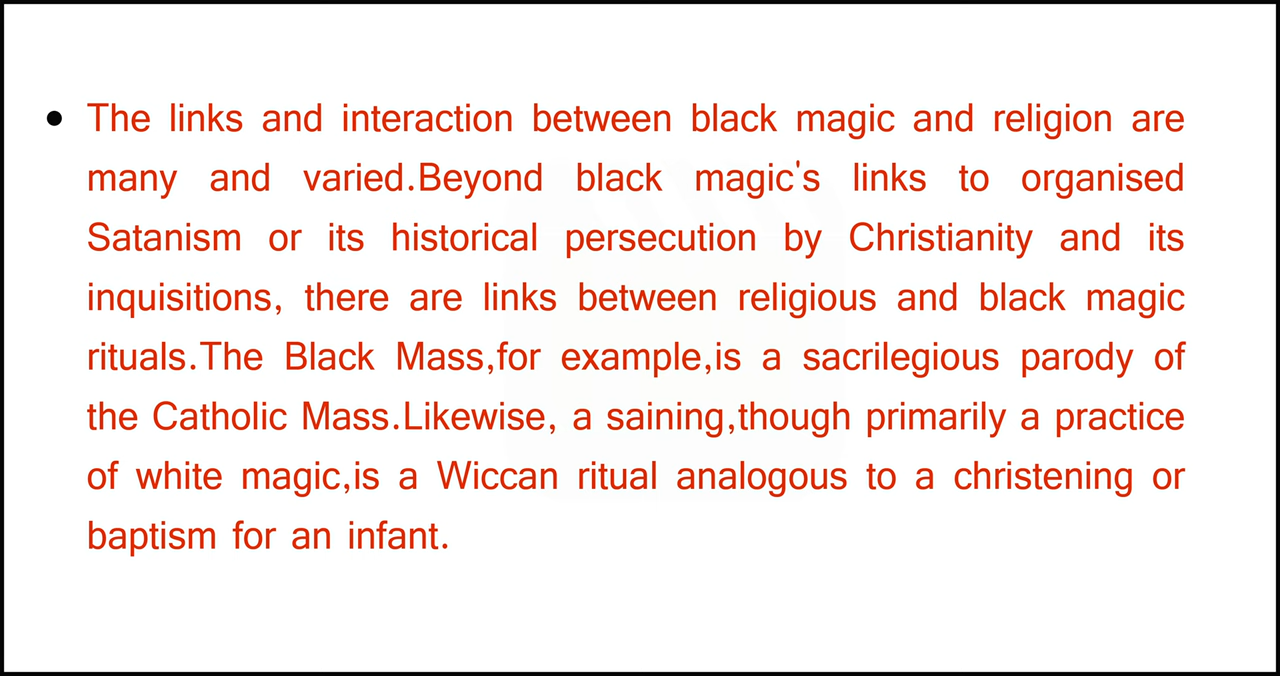 • The links and interaction between black magic and religion are
many and varied.Beyond black magic's links to organised
Satanism or its historical persecution by Christianity and its
inquisitions, there are links between religious and black magic
rituals.The Black Mass,for example,is a sacrilegious parody of
the Catholic Mass.Likewise, a saining,though primarily a practice
of white magic,is a Wiccan ritual analogous to a christening or
baptism for an infant.